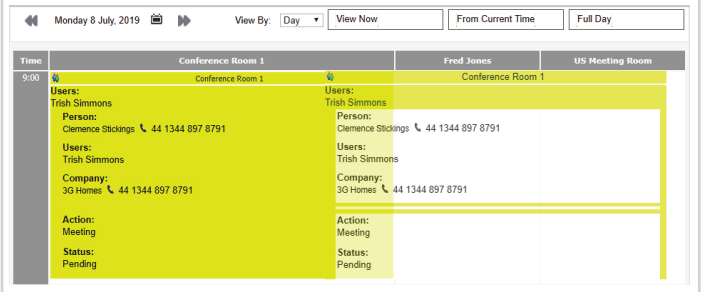 Monday 8 July, 2019 View By: Day View Now From Current Time Full Day
Time Conference Room 1 Fred Jones US Meeting Room
9:00 Conference Room 1 Conference Room 1
Users: Users:
Trish Simmons Trish Simmons
Person: Person:
Clemence Stickings 44 1344 897 8791 Clemence Stickings 44 1344 897 8791
Users: Users:
Trish Simmons Trish Simmons
Company: Company:
3G Homes 44 1344 897 8791 3G Homes 44 1344 897 8791
Action: Action:
Meeting Meeting
Status: Status:
Pending Pending